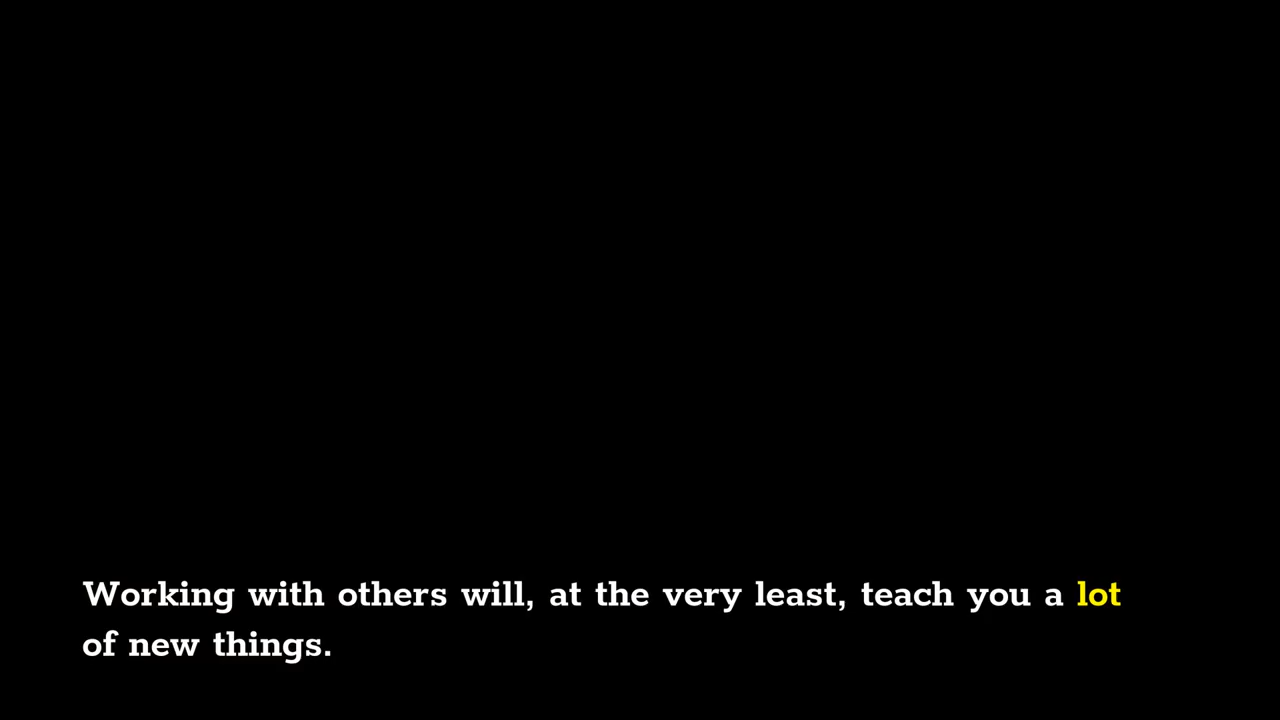 Working with others will, at the very least, teach you a lot
of new things.